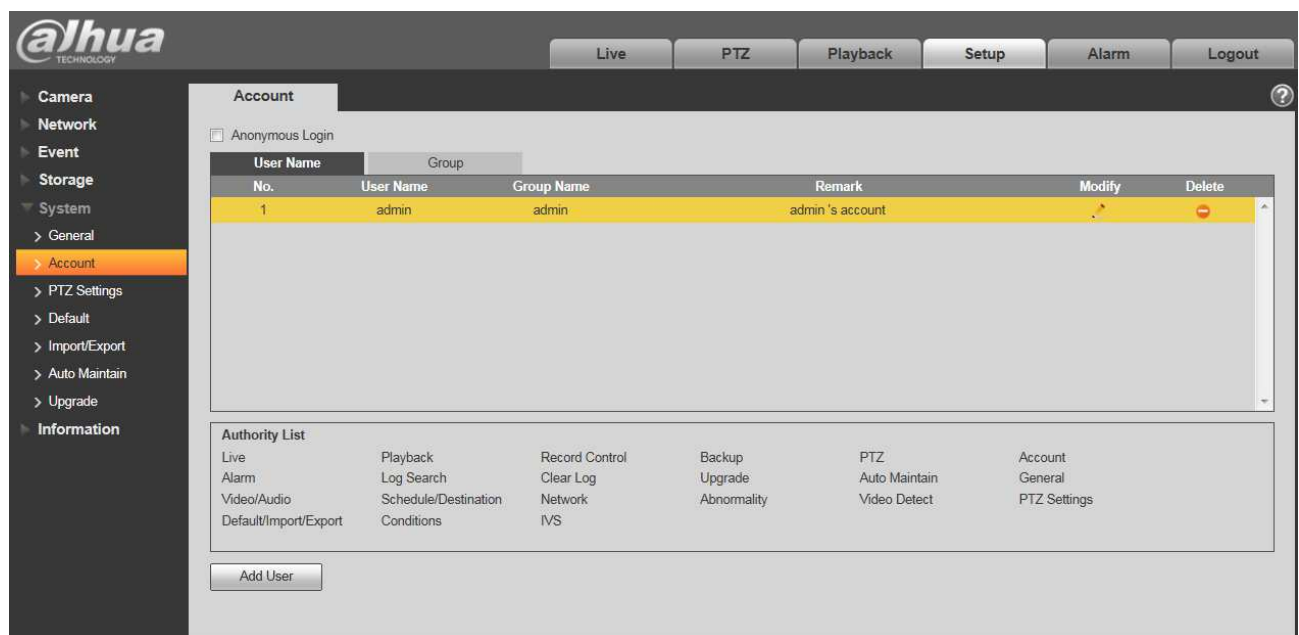 alhua
TECHNOLOGY
Live PTZ Playback Setup Alarm Logout
Camera
Network
Event
Storage
System
> General
> Account
> PTZ Settings
> Default
> Import/Export
> Auto Maintain
> Upgrade
Information
Account
?
Anonymous Login
User Name Group
No. User Name Group Name Remark Modify Delete
1 admin admin admin 's account
Authority List
Live Playback Record Control Backup PTZ Account
Alarm Log Search Clear Log Upgrade Auto Maintain General
Video/Audio Schedule/Destination Network Abnormality Video Detect PTZ Settings
Default/Import/Export Conditions IVS
Add User